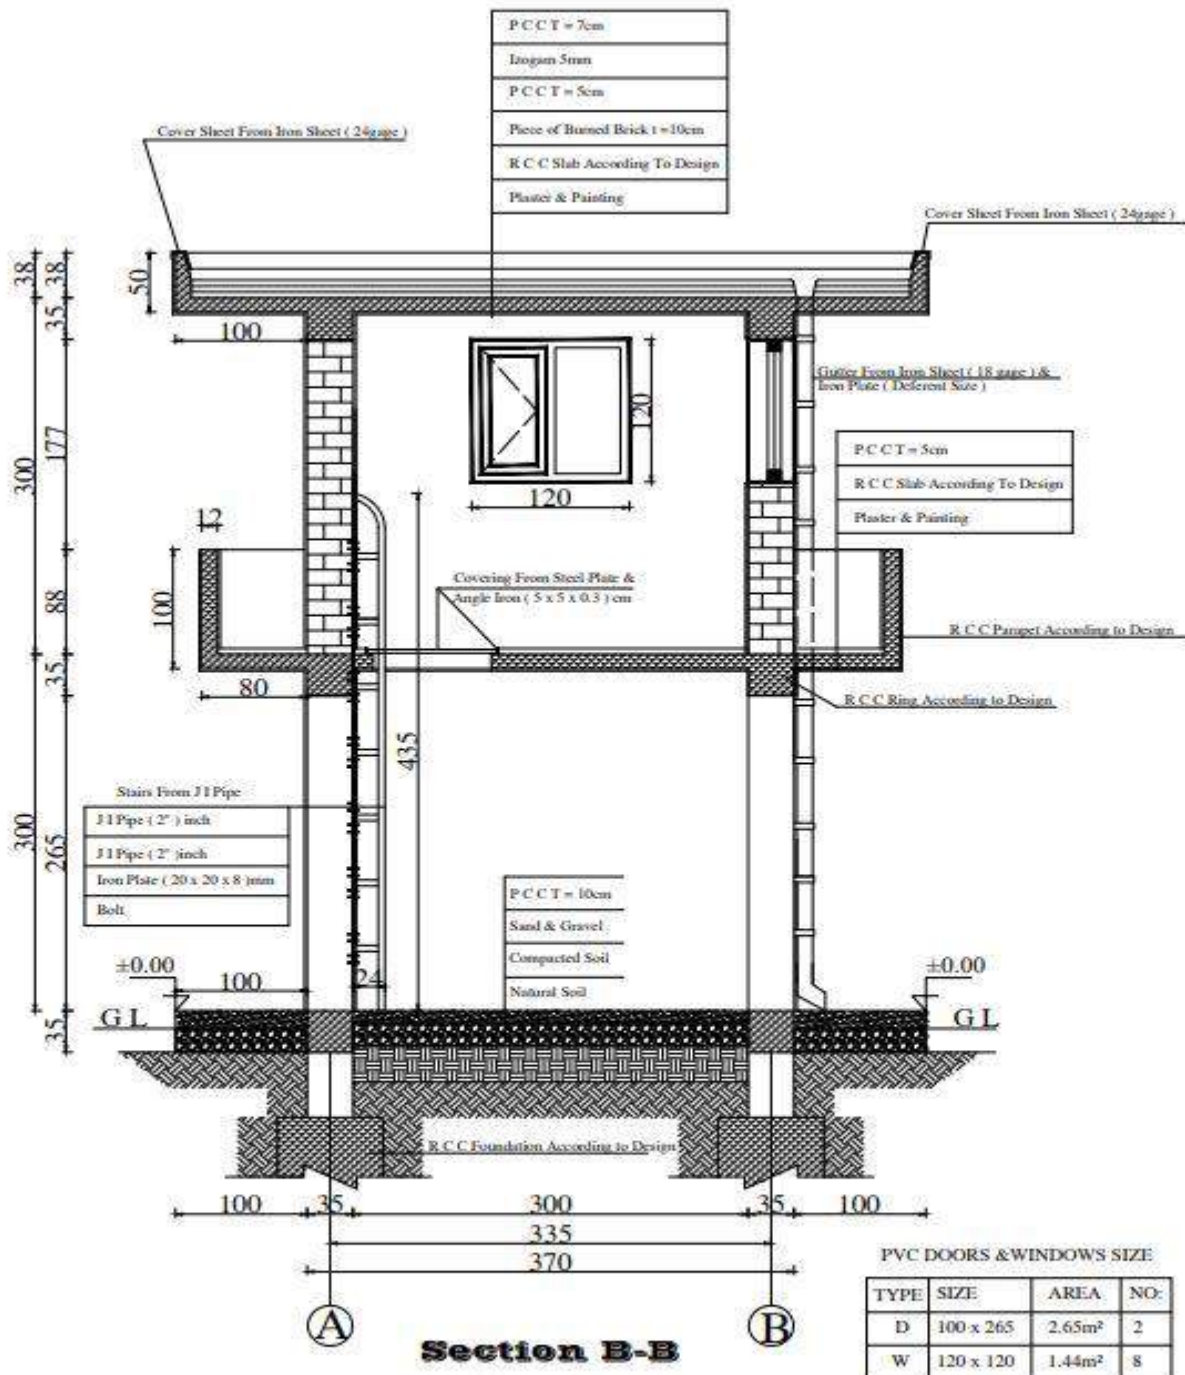 P C C T = 7cm
Izogam 5mm
P C C T = 5cm
Piece of Burned Brick t =10cm
R C C Slab According To Design
Plaster & Painting
Cover Sheet From Iron Sheet ( 24gage )
Cover Sheet From Iron Sheet ( 24gage )
38
38
50
35
100
Gutter From Iron Sheet ( 18 gage ) &
Iron Plate ( Deferent Size )
120
120
300
177
P C C T = 5cm
R C C Slab According To Design
Plaster & Painting
12
100
88
Covering From Steel Plate &
Angle Iron ( 5 x 5 x 0.3 ) cm
R C C Parapet According to Design
35
80
R C C Ring According to Design
435
Stairs From J I Pipe
J I Pipe ( 2" ) inch
J I Pipe ( 2" )inch
Iron Plate ( 20 x 20 x 8 )mm
Bolt
300
265
P C C T = 10cm
Sand & Gravel
Compacted Soil
Natural Soil
±0.00
100
24
±0.00
G L
G L
35
R C C Foundation According to Design
100
35
300
35
100
335
370
A
B
Section B-B
PVC DOORS &WINDOWS SIZE
TYPE SIZE AREA NO:
D 100 x 265 2.65m² 2
W 120 x 120 1.44m² 8